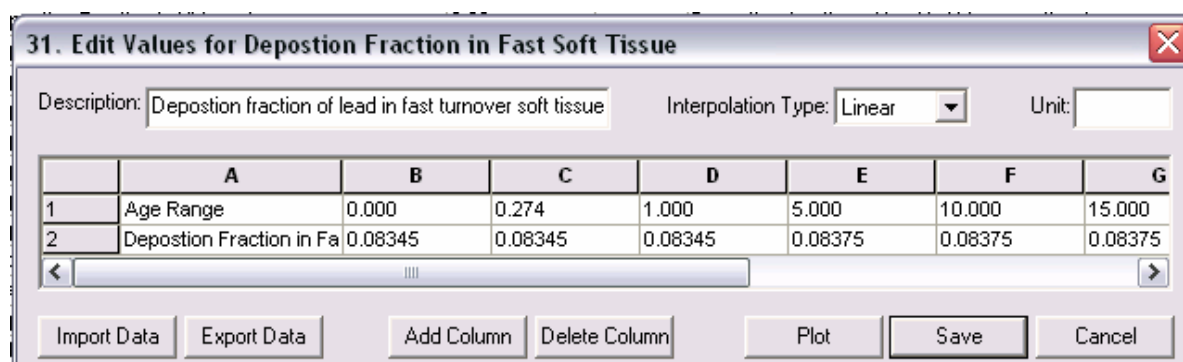 31. Edit Values for Depostion Fraction in Fast Soft Tissue
Description: Depostion fraction of lead in fast turnover soft tissue Interpolation Type: Linear Unit:
A B C D E F G
1 Age Range 0.000 0.274 1.000 5.000 10.000 15.000
2 Depostion Fraction in Fa 0.08345 0.08345 0.08345 0.08375 0.08375 0.08375
Import Data Export Data Add Column Delete Column Plot Save Cancel